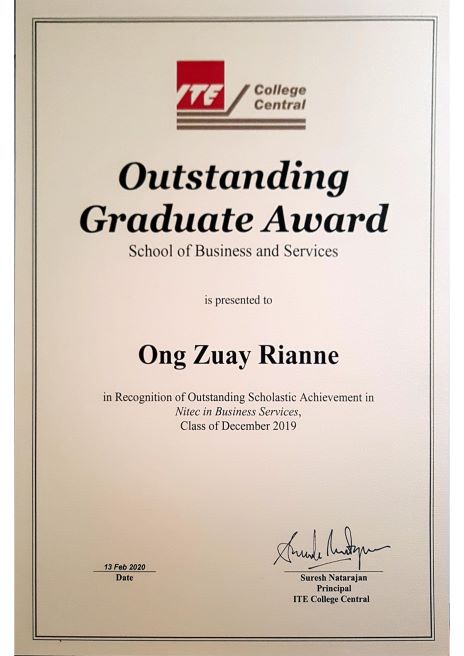 ITE
College
Central
Outstanding
Graduate Award
School of Business and Services
is presented to
Ong Zuay Rianne
in Recognition of Outstanding Scholastic Achievement in
Nitec in Business Services,
Class of December 2019
13 Feb 2020
Date
Suresh Natarajan
Principal
ITE College Central